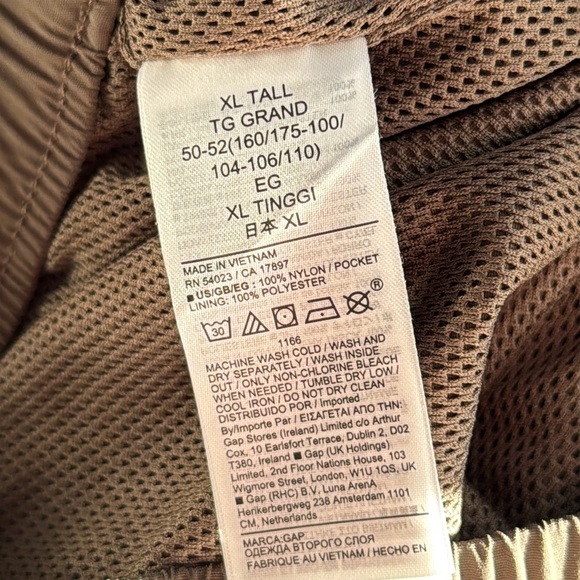 XL TALL
TG GRAND
50-52(160/175-100/
104-106/110)
EG
XL TINGGI
日本 XL
MADE IN VIETNAM
RN 54023 / CA 17897
■ US/GB/EG : 100% NYLON / POCKET
LINING: 100% POLYESTER
30
1166
MACHINE WASH COLD / WASH AND
DRY SEPARATELY / WASH INSIDE
OUT / ONLY NON-CHLORINE BLEACH
WHEN NEEDED / TUMBLE DRY LOW /
COOL IRON / DO NOT DRY CLEAN
DISTRIBUIDO POR / Imported
By/Importe Par / ΕΙΣΑΓΕΤΑΙ ΑΠΟ ΤΗΝ:
Gap Stores (Ireland) Limited c/o Arthur
Cox, 10 Earlsfort Terrace, Dublin 2, D02
T380, Ireland ■ Gap (UK Holdings)
Limited, 2nd Floor Nations House, 103
Wigmore Street, London, W1U 1QS, UK
■ Gap (RHC) B.V. Luna ArenA
Herikerbergweg 238 Amsterdam 1101
CM, Netherlands
MARCA:GAP
ОДЕЖДА ВТОРОГО СЛОЯ
FABRIQUE AU VIETNAM / HECHO EN